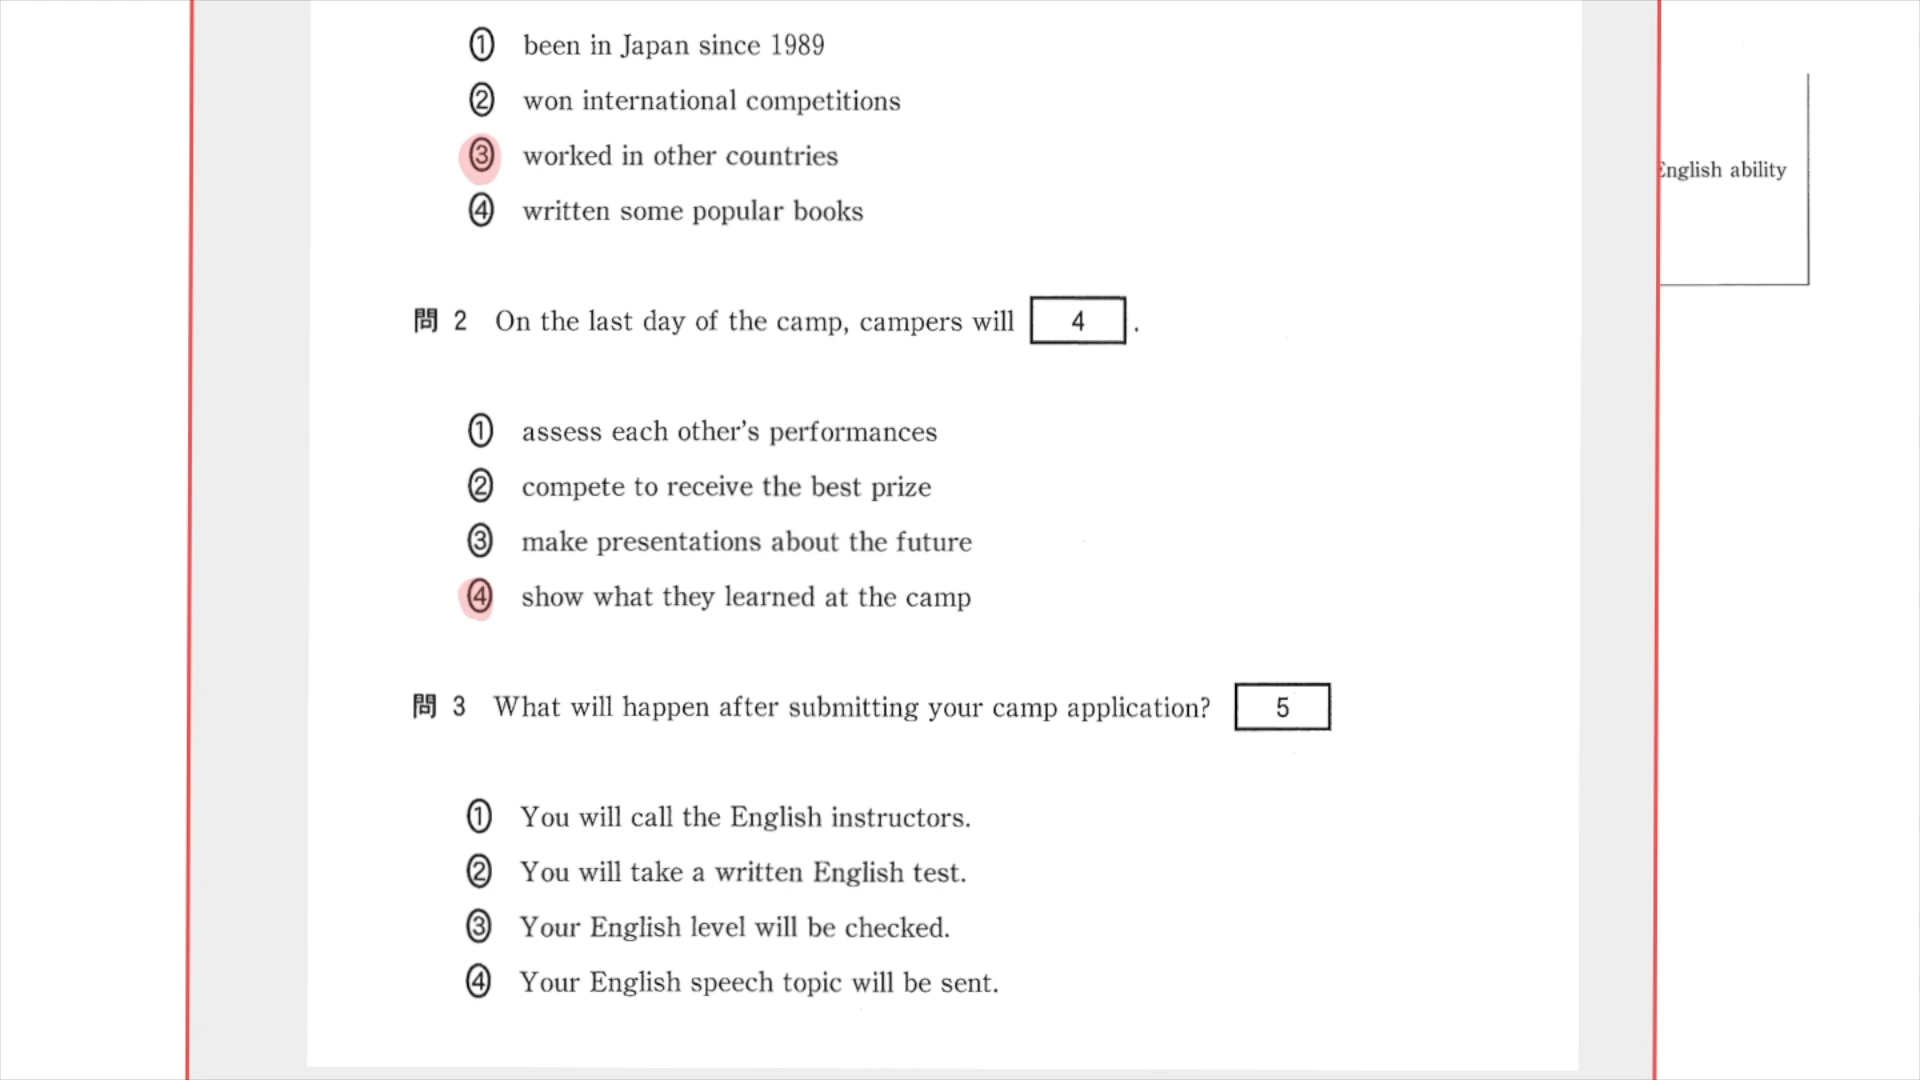 ① been in Japan since 1989
② won international competitions
③ worked in other countries
④ written some popular books
English ability
問 2 On the last day of the camp, campers will 4 .
① assess each other's performances
② compete to receive the best prize
③ make presentations about the future
④ show what they learned at the camp
問 3 What will happen after submitting your camp application? 5
① You will call the English instructors.
② You will take a written English test.
③ Your English level will be checked.
④ Your English speech topic will be sent.